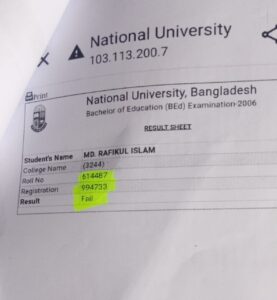 National University
103.113.200.7
Print
National University, Bangladesh
Bachelor of Education (BEd) Examination-2006
RESULT SHEET
Student's Name MD. RAFIKUL ISLAM
College Name (3244)
Roll No 614487
Registration 994733
Result Fail